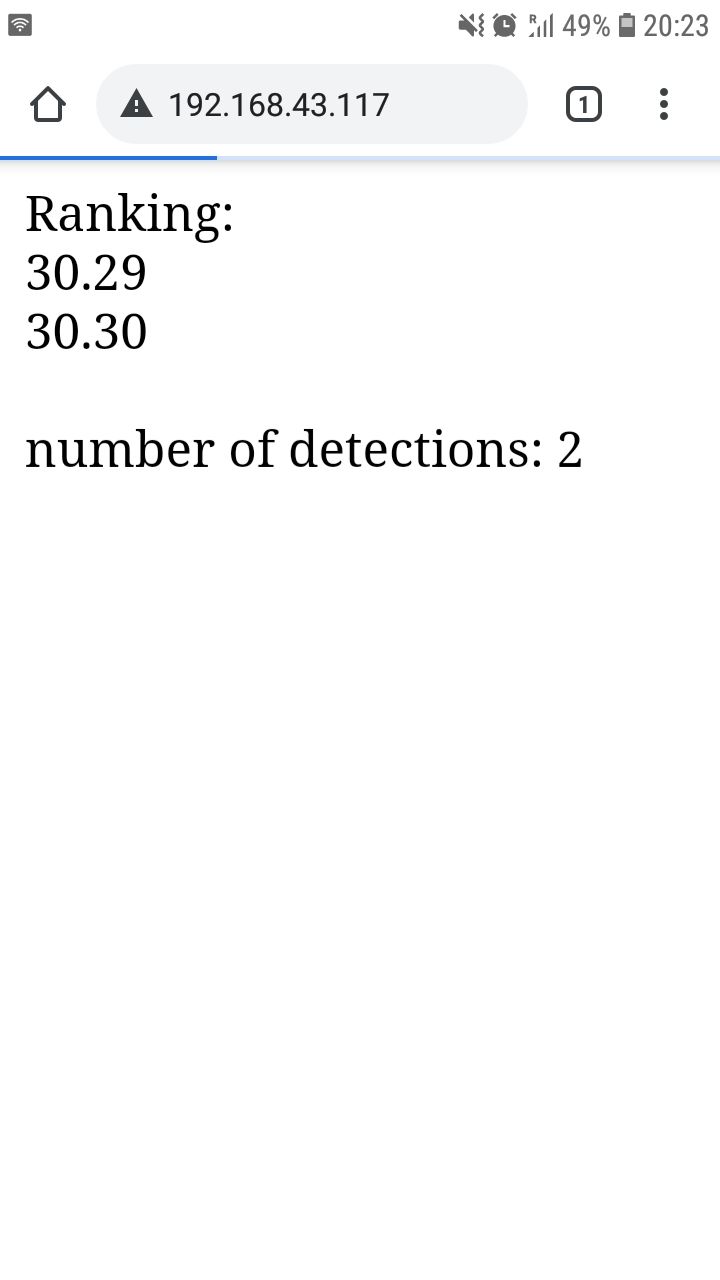 R 49% 20:23
192.168.43.117 1
Ranking:
30.29
30.30
number of detections: 2